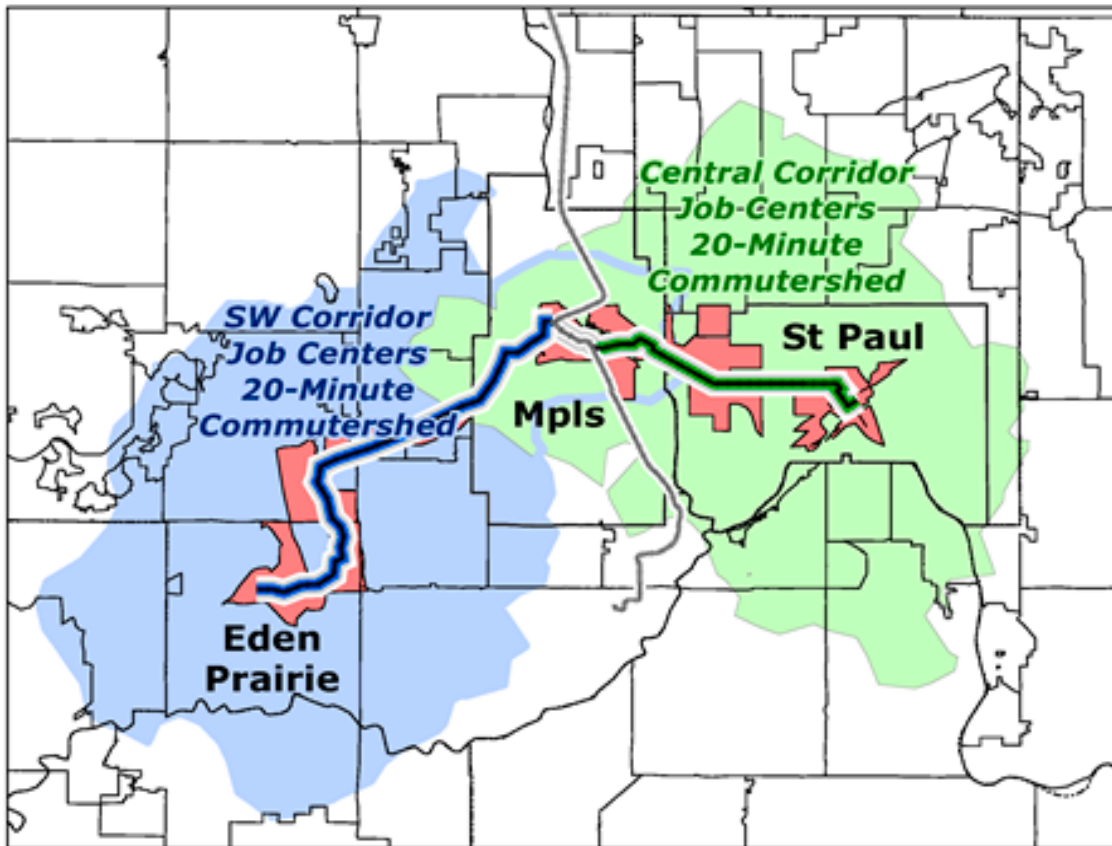 Central Corridor
Job Centers
20-Minute
Commutershed
SW Corridor
Job Centers
20-Minute
Commutershed
St Paul
Mpls
Eden
Prairie